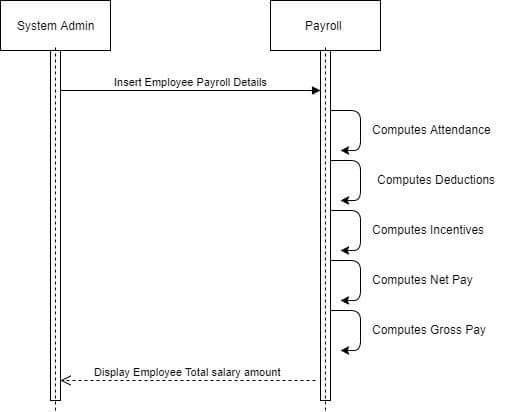 System Admin
Payroll
Insert Employee Payroll Details
Computes Attendance
Computes Deductions
Computes Incentives
Computes Net Pay
Computes Gross Pay
Display Employee Total salary amount